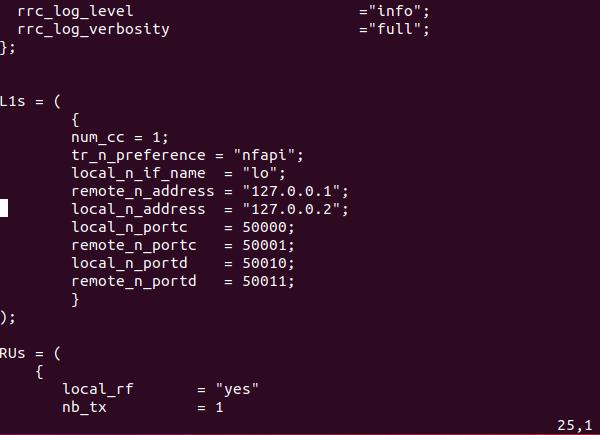 rrc_log_level ="info";
rrc_log_verbosity ="full";
};
L1s = (
{
num_cc = 1;
tr_n_preference = "nfapi";
local_n_if_name = "lo";
remote_n_address = "127.0.0.1";
local_n_address = "127.0.0.2";
local_n_portc = 50000;
remote_n_portc = 50001;
local_n_portd = 50010;
remote_n_portd = 50011;
}
);
RUs = (
{
local_rf = "yes"
nb_tx = 1
25,1